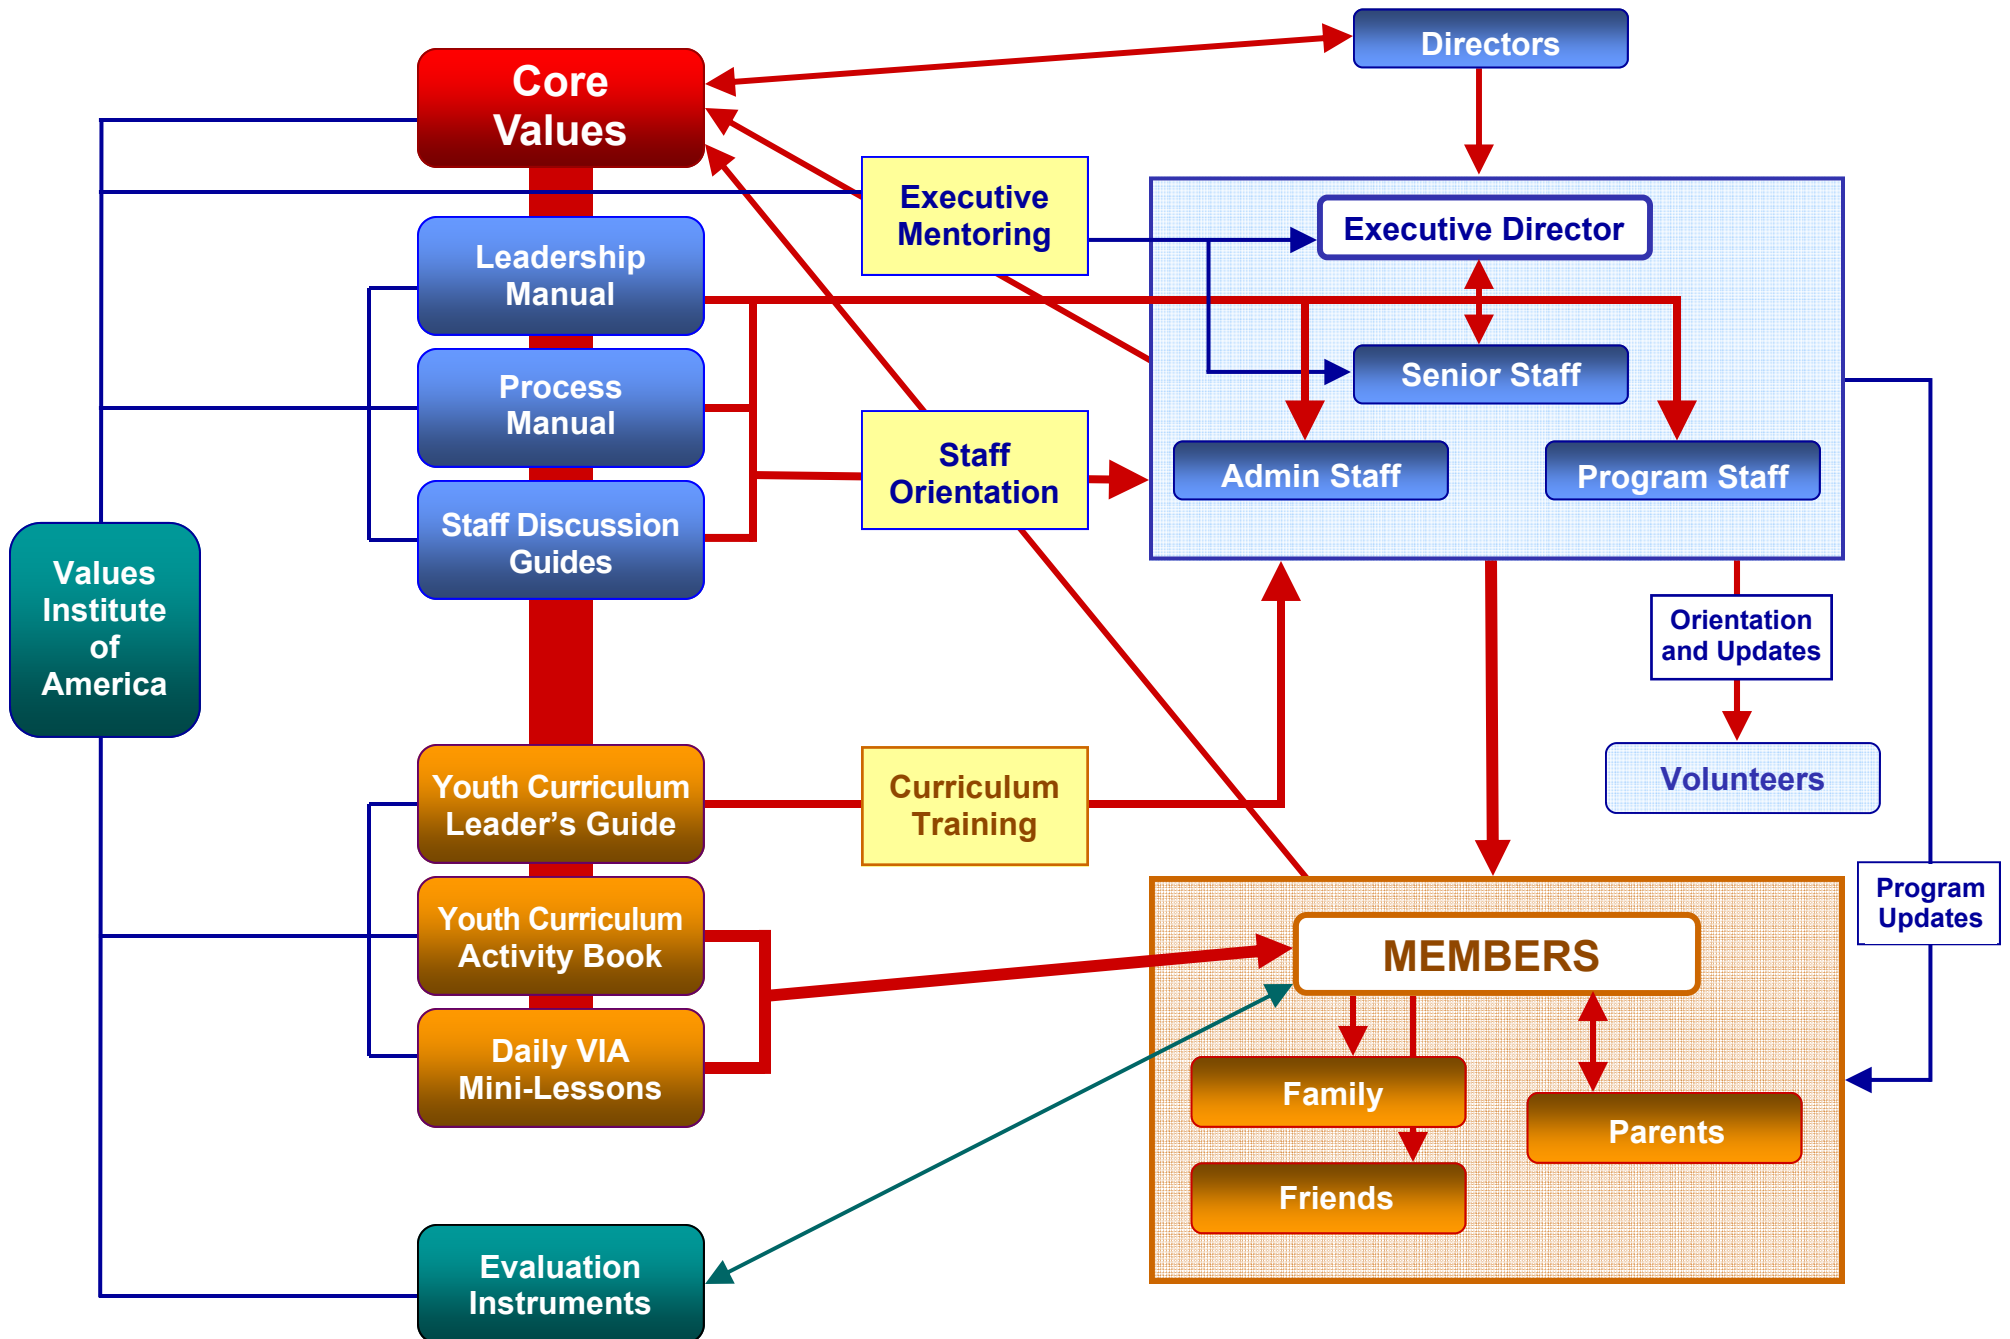 Directors
Core
Values
Executive
Mentoring
Executive Director
Leadership
Manual
Senior Staff
Process
Manual
Staff
Orientation
Admin Staff
Program Staff
Staff Discussion
Guides
Values
Institute
of
America
Orientation
and Updates
Volunteers
Youth Curriculum
Leader’s Guide
Curriculum
Training
Program
Updates
Youth Curriculum
Activity Book
MEMBERS
Daily VIA
Mini-Lessons
Family
Parents
Friends
Evaluation
Instruments